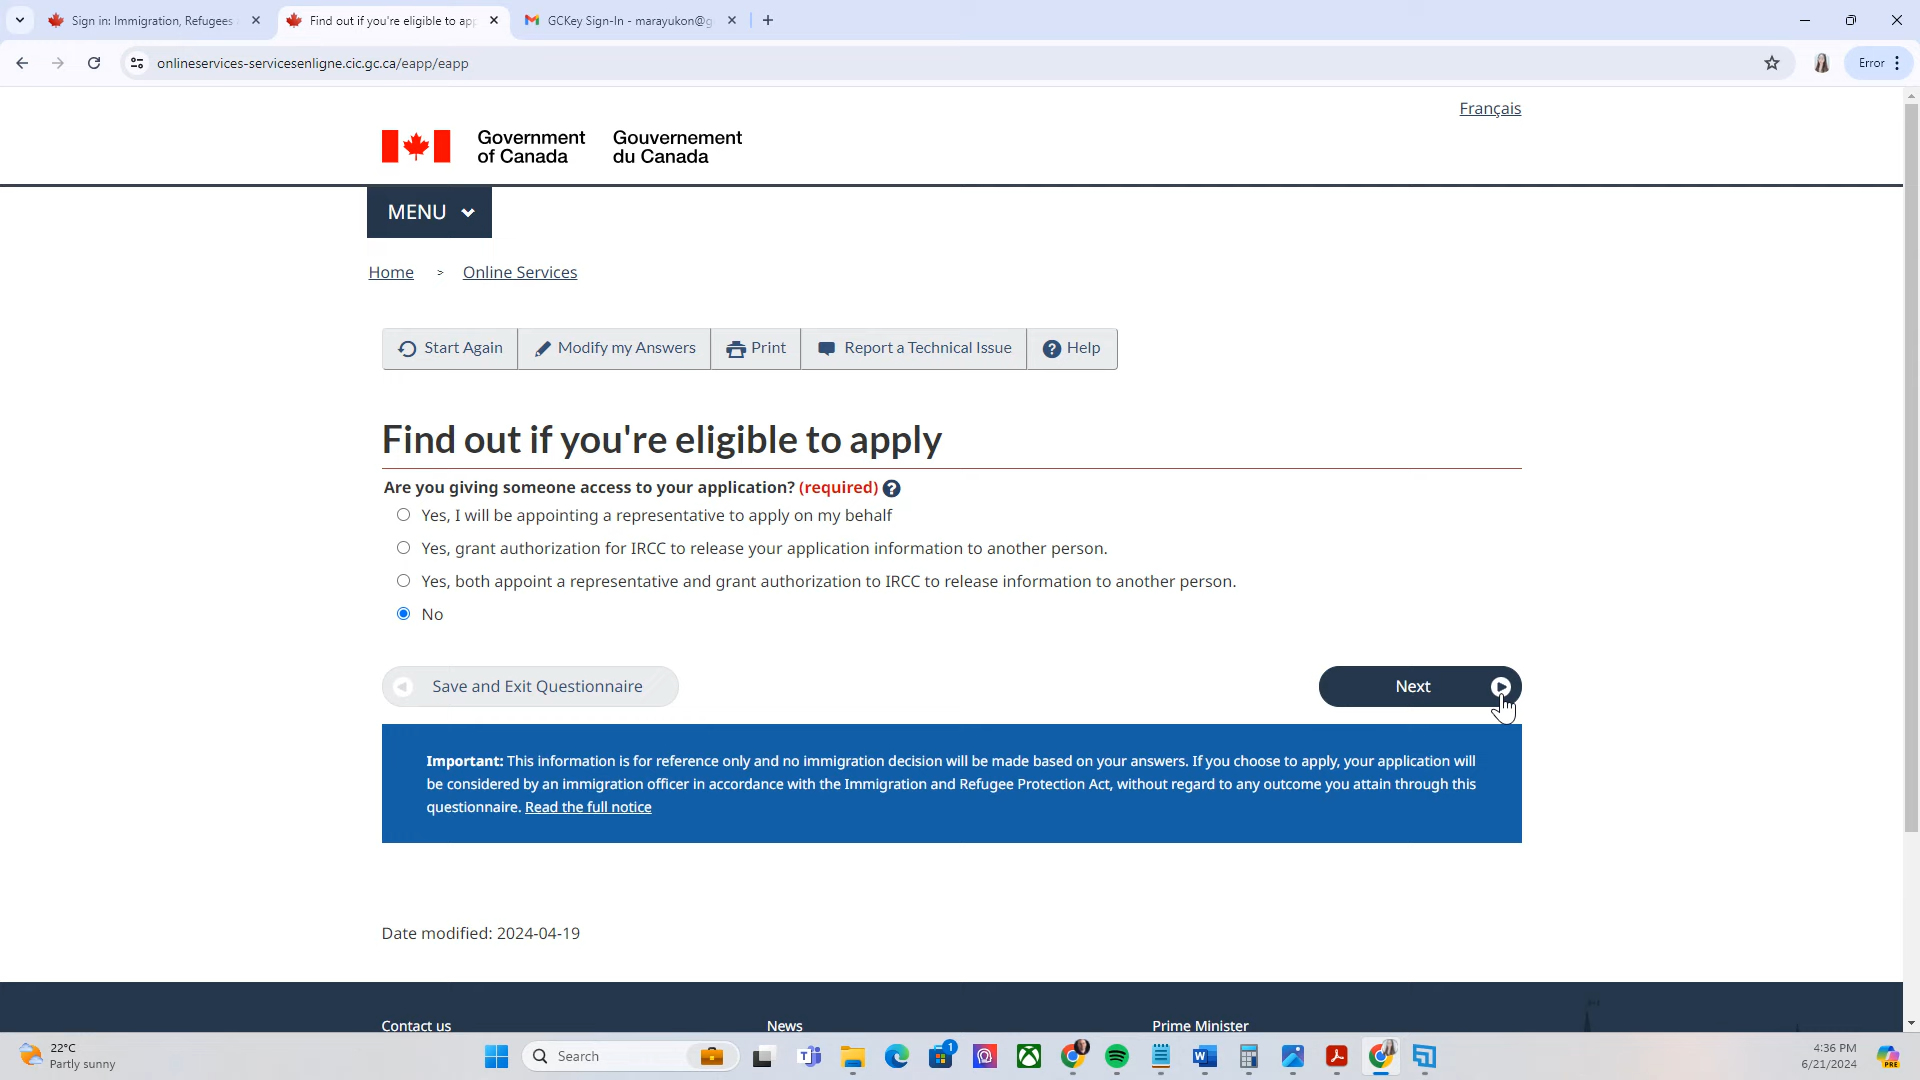 Sign in: Immigration, Refugees
Find out if you're eligible to app
GCKey Sign-In - marayukon@g
onlineservices-servicesenligne.cic.gc.ca/eapp/eapp
Error
Français
Government of Canada
Gouvernement du Canada
MENU
Home > Online Services
Start Again
Modify my Answers
Print
Report a Technical Issue
Help
Find out if you're eligible to apply
Are you giving someone access to your application? (required)
Yes, I will be appointing a representative to apply on my behalf
Yes, grant authorization for IRCC to release your application information to another person.
Yes, both appoint a representative and grant authorization to IRCC to release information to another person.
No
Save and Exit Questionnaire
Next
Important: This information is for reference only and no immigration decision will be made based on your answers. If you choose to apply, your application will
be considered by an immigration officer in accordance with the Immigration and Refugee Protection Act, without regard to any outcome you attain through this
questionnaire. Read the full notice
Date modified: 2024-04-19
Contact us
News
Prime Minister
22°C
Partly sunny
Search
1
4:36 PM
6/21/2024
PRE